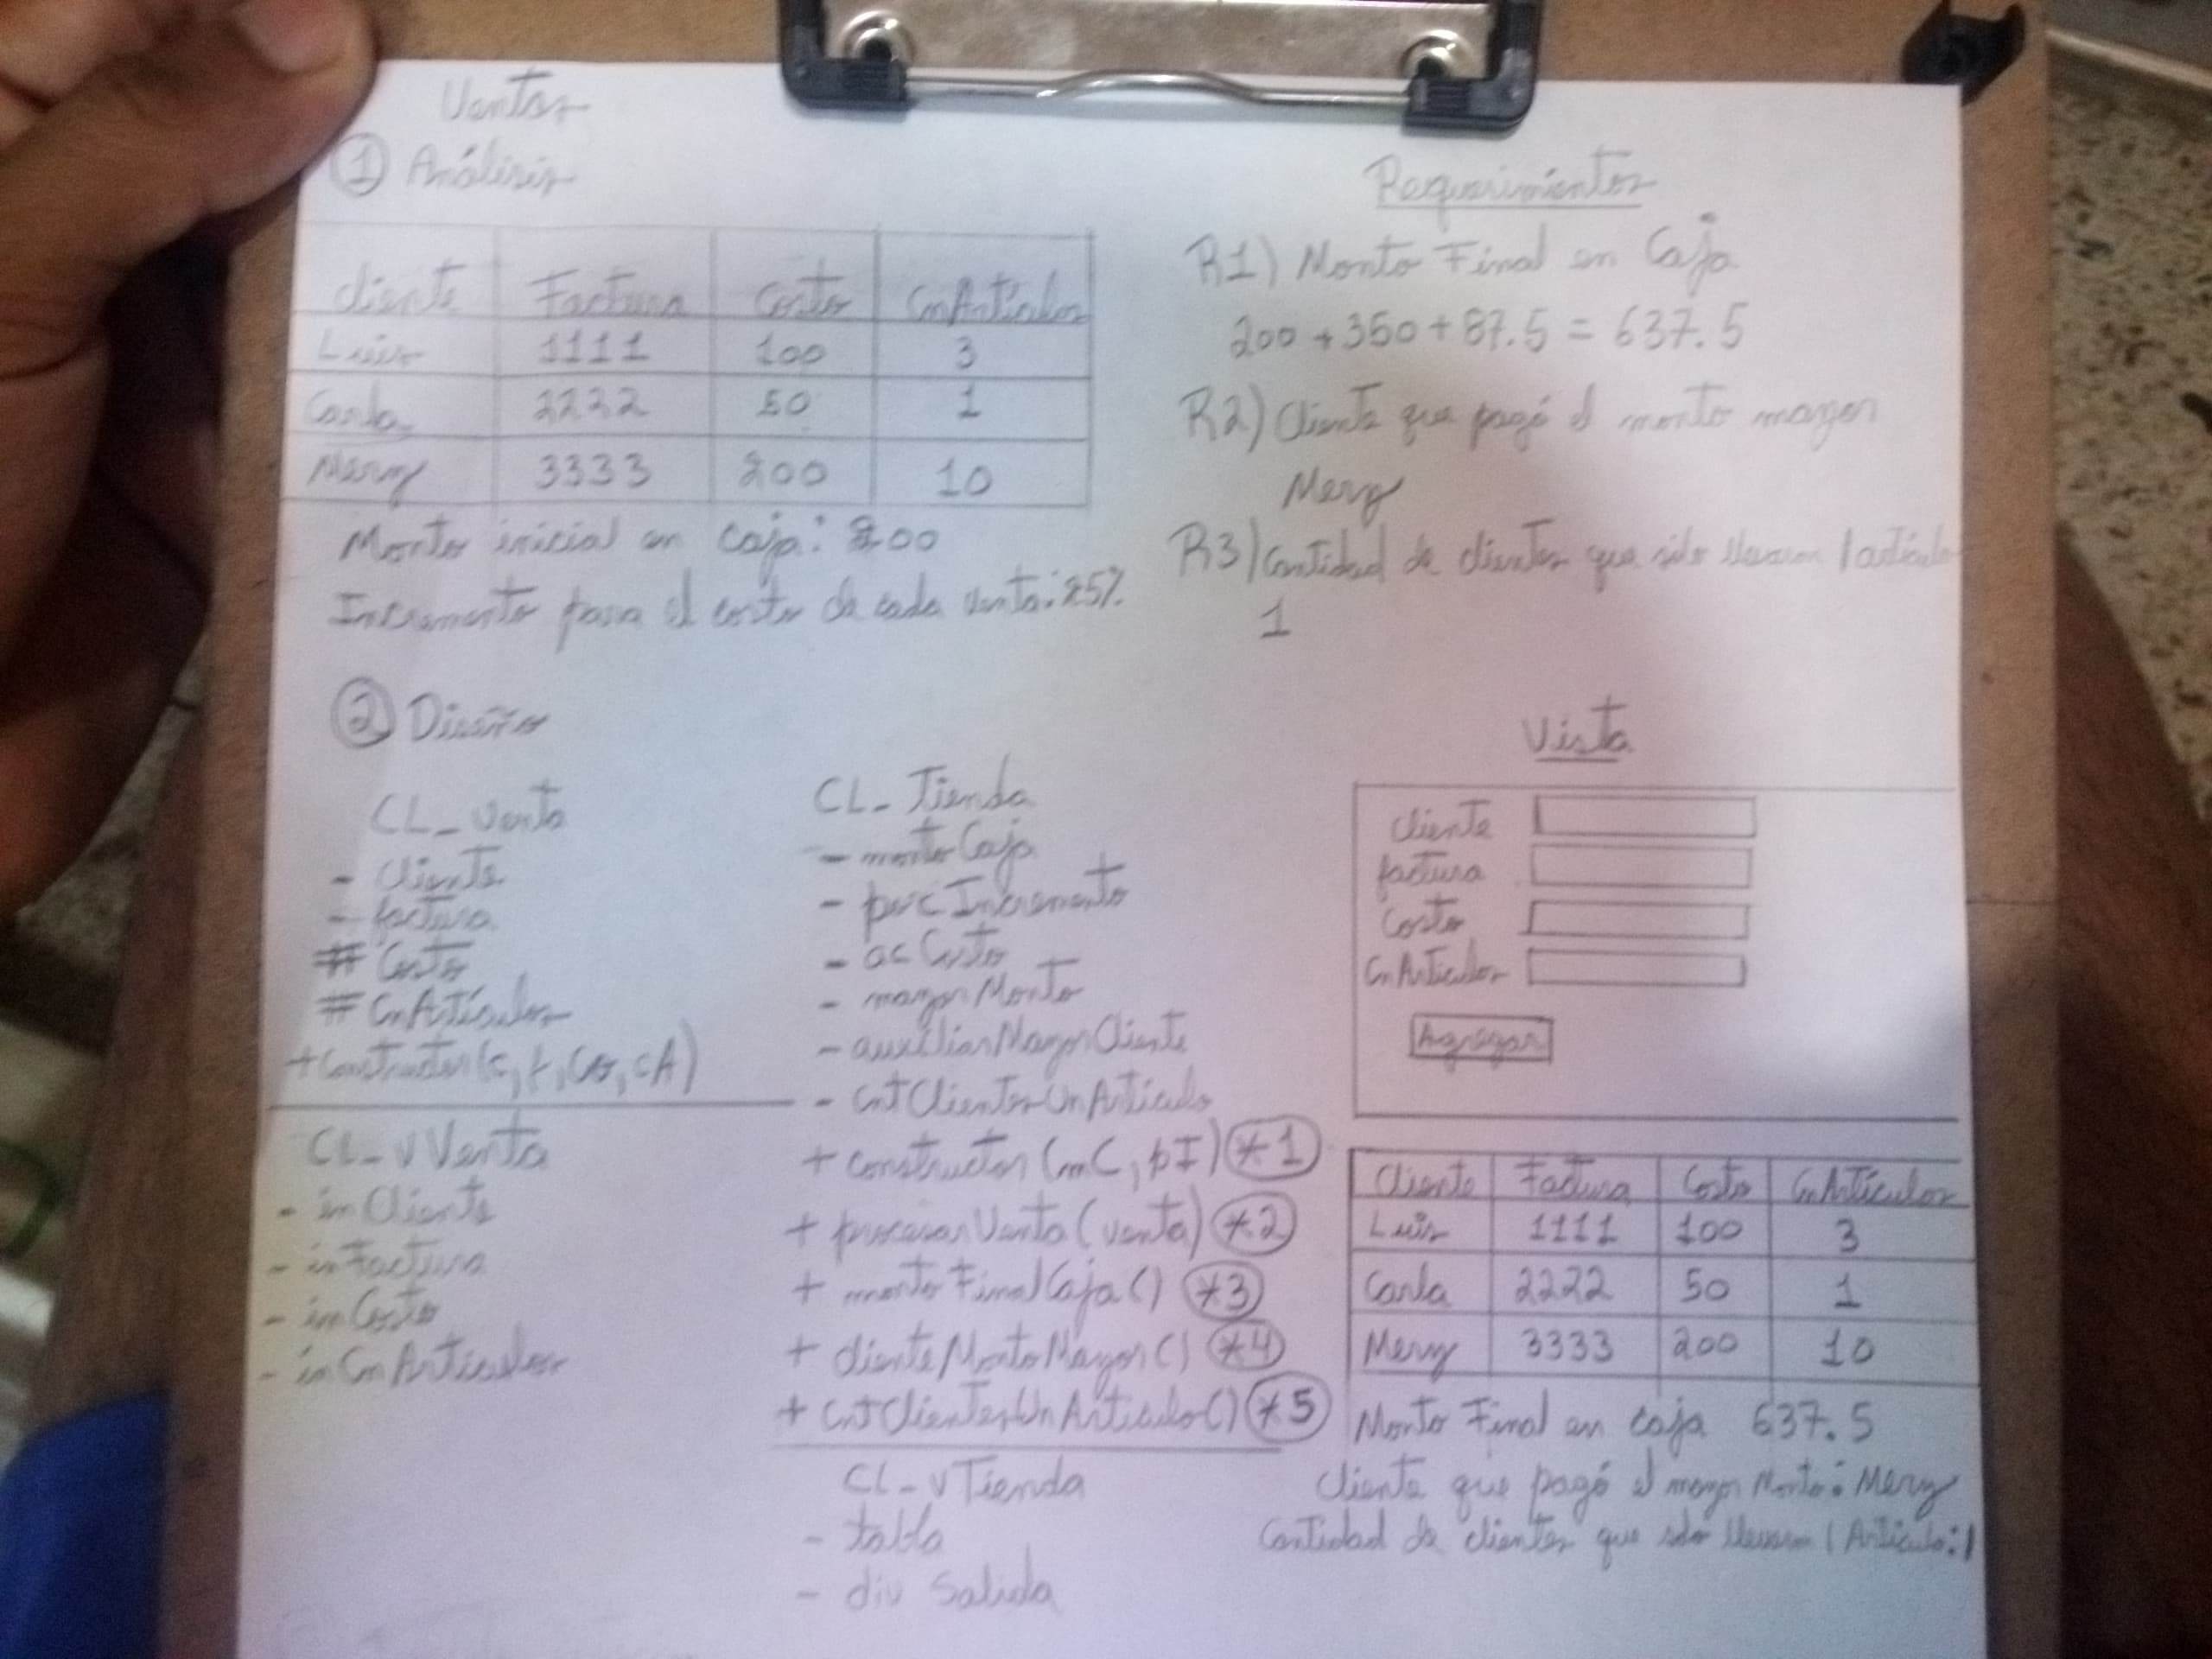 Ventas
① Análisis
Cliente Factura Costo CnArtículos
Luis 1111 100 3
Carla 2222 50 1
Mery 3333 200 10
Monto inicial en caja: 200
Incremento para el costo de cada venta: 25%
Requerimientos
R1) Monto Final en Caja
200 + 350 + 87.5 = 637.5
R2) Cliente que pagó el monto mayor
Mery
R3) Cantidad de clientes que sólo llevaron 1 artículo
1
② Diseño
CL_Venta
- Cliente
- factura
# Costo
# CnArtículos
+ constructor(c, f, Cos, cA)
CL_vVenta
- inCliente
- inFactura
- inCosto
- inCnArticulos
CL_Tienda
- montoCaja
- porcIncremento
- acCosto
- mayorMonto
- auxiliarMayorCliente
- cntClientesUnArticulo
+ constructor(mC, pI) *1
+ procesarVenta(venta) *2
+ montoFinalCaja() *3
+ clienteMontoMayor() *4
+ cntClientesUnArticulo() *5
CL_vTienda
- tabla
- div Salida
Vista
Cliente
factura
Costo
CnArticulos
Agregar
Cliente Factura Costo CnArtículos
Luis 1111 100 3
Carla 2222 50 1
Mery 3333 200 10
Monto Final en caja 637.5
Cliente que pagó el mayor Monto: Mery
Cantidad de clientes que sólo llevaron 1 Artículo: 1